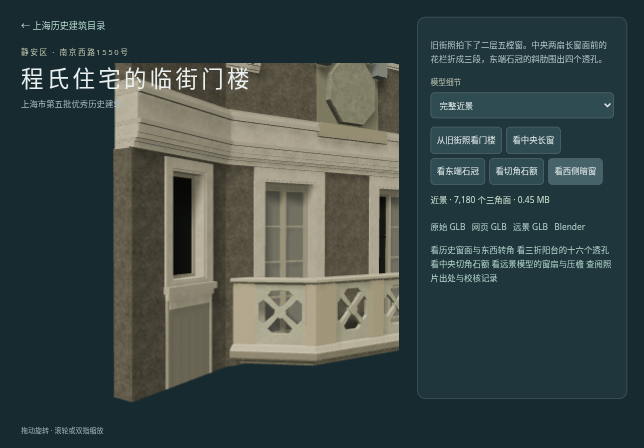 ← 上海历史建筑目录
静安区 · 南京西路1550号
程氏住宅的临街门楼
上海市第五批优秀历史建
拖动旋转 · 滚轮或双指缩放
旧街照拍下了二层五樘窗。中央两扇长窗面前的
花栏折成三段，东端石冠的斜肋围出四个透孔。
模型细节
完整近景
从旧街照看门楼 看中央长窗
看东端石冠 看切角石额 看西侧暗窗
近景 · 7,180 个三角面 · 0.45 MB
原始 GLB 网页 GLB 远景 GLB Blender
看历史窗面与东西转角 看三折阳台的十六个透孔
看中央切角石额 看远景模型的窗扇与压檐 查阅照
片出处与校核记录